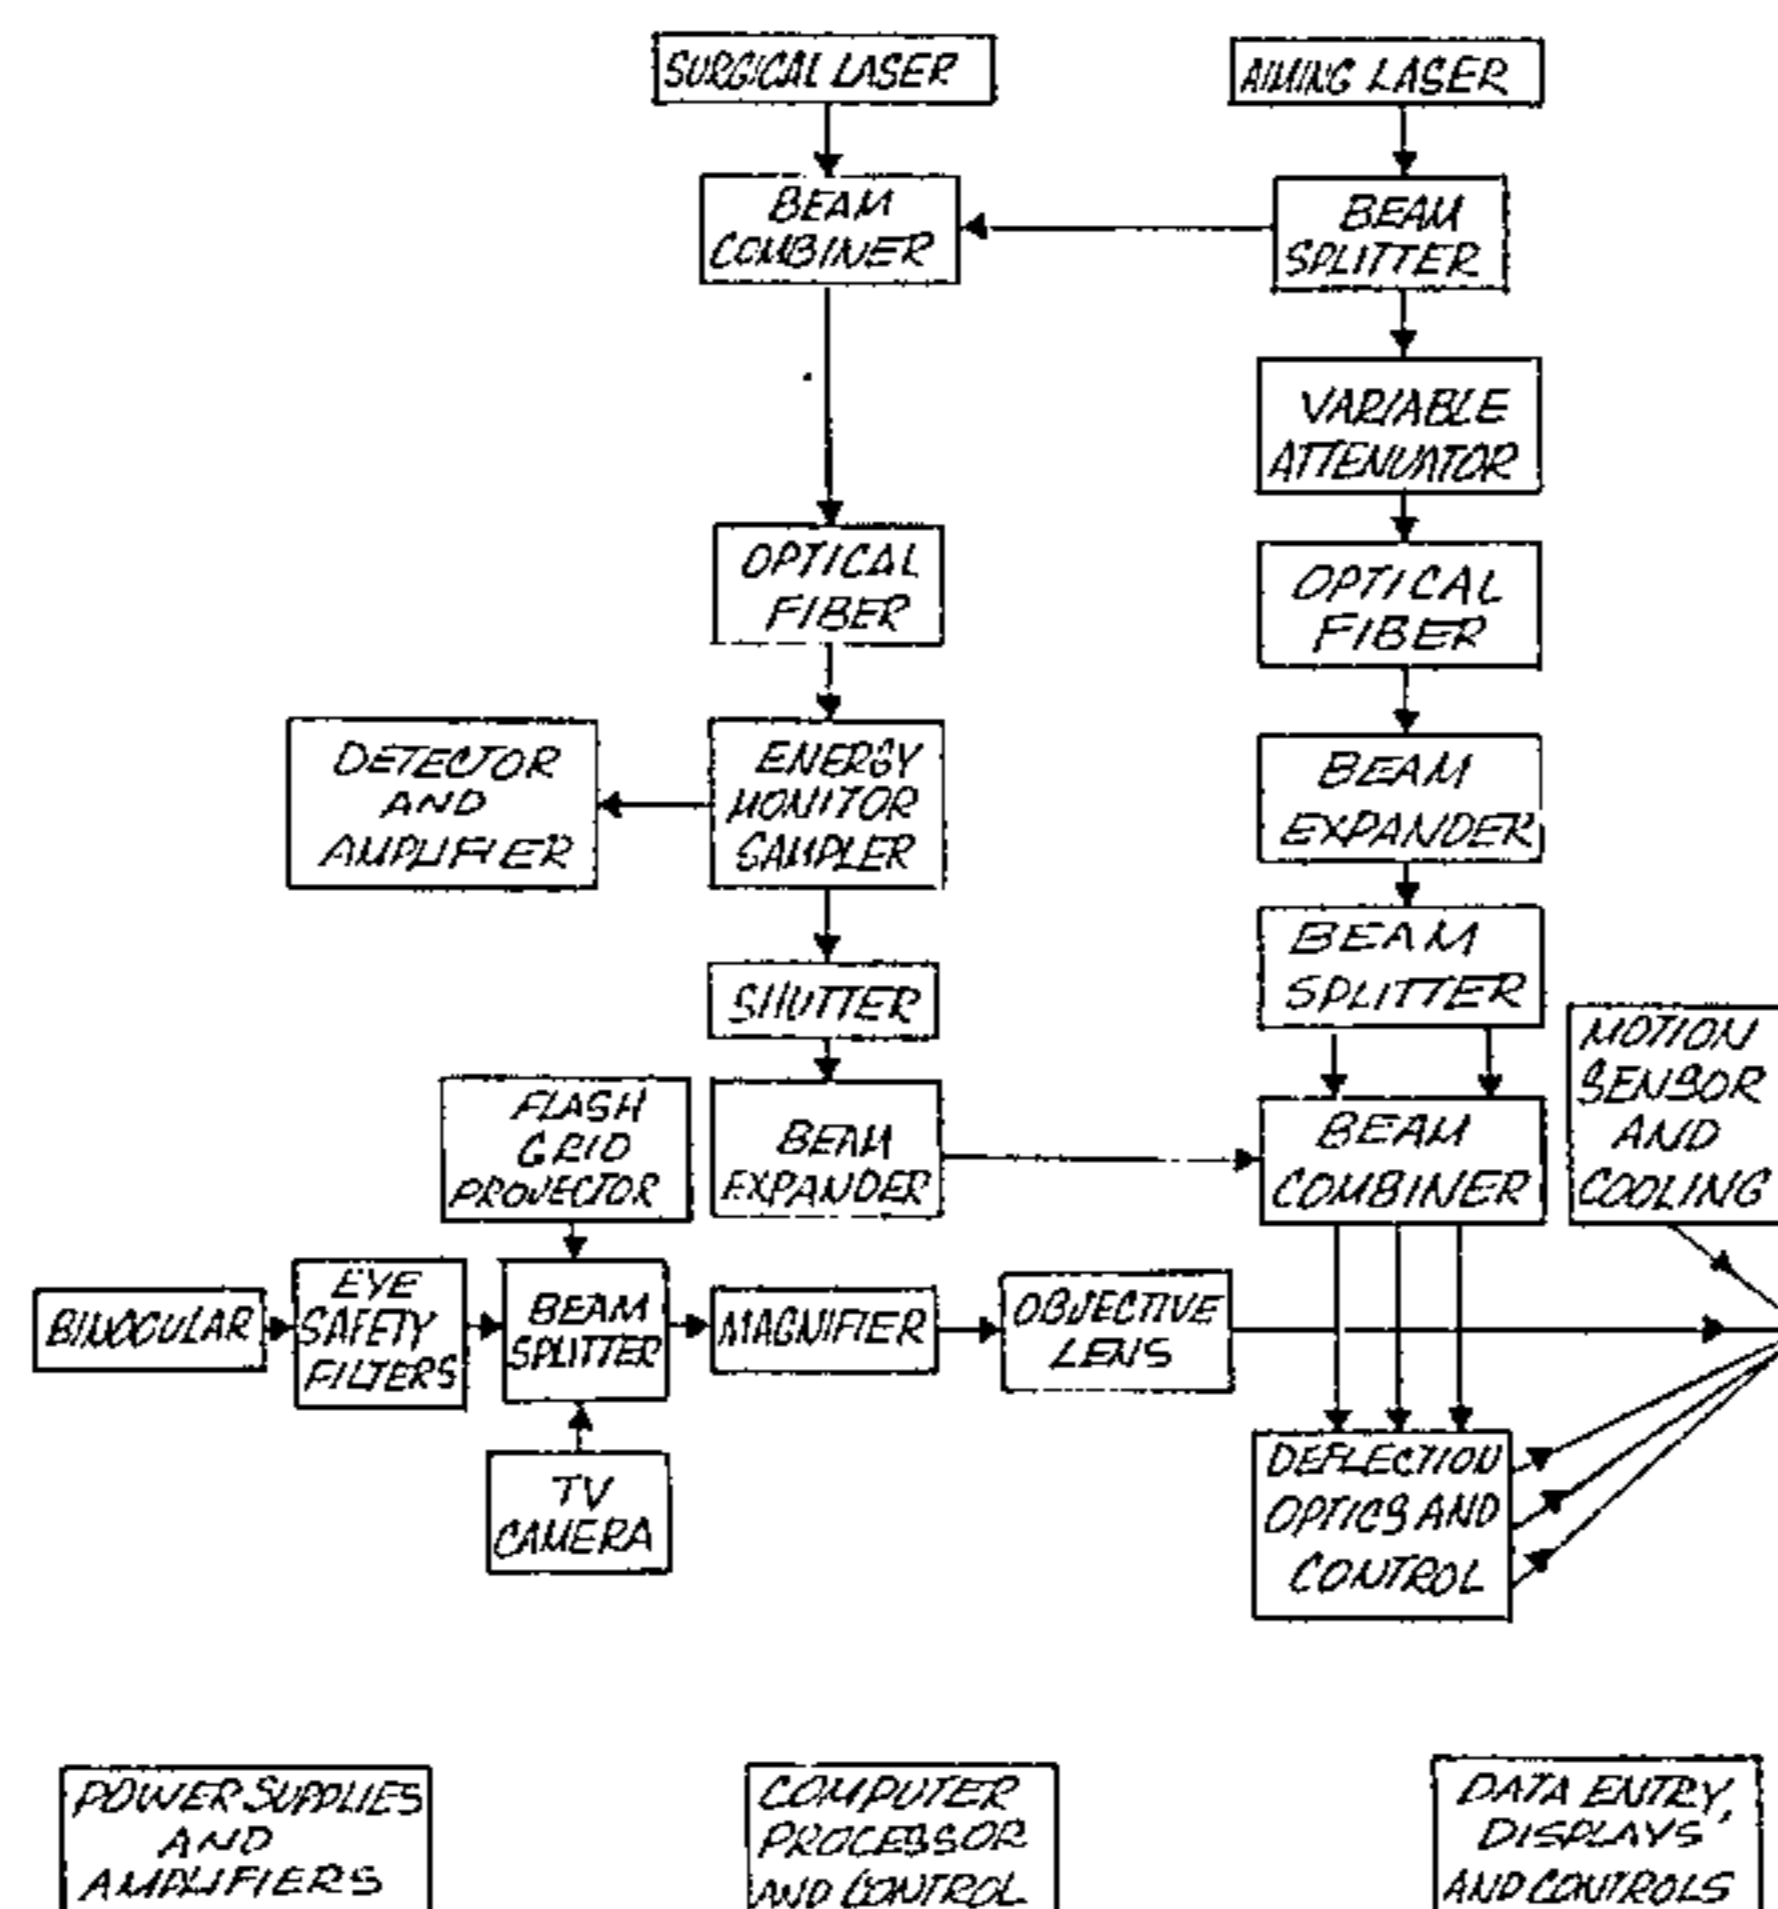 SURGICAL LASER
AIMING LASER
BEAM
COMBINER
BEAM
SPLITTER
VARIABLE
ATTENUATOR
OPTICAL
FIBER
OPTICAL
FIBER
DETECTOR
AND
AMPLIFIER
ENERGY
MONITOR
SAMPLER
BEAM
EXPANDER
BEAM
SPLITTER
SHUTTER
MOTION
SENSOR
AND
COOLING
FLASH
GRID
PROJECTOR
BEAM
EXPANDER
BEAM
COMBINER
BINOCULAR
EYE
SAFETY
FILTERS
BEAM
SPLITTER
MAGNIFIER
OBJECTIVE
LENS
TV
CAMERA
DEFLECTION
OPTICS AND
CONTROL
POWER SUPPLIES
AND
AMPLIFIERS
COMPUTER
PROCESSOR
AND CONTROL
DATA ENTRY,
DISPLAYS
AND CONTROLS